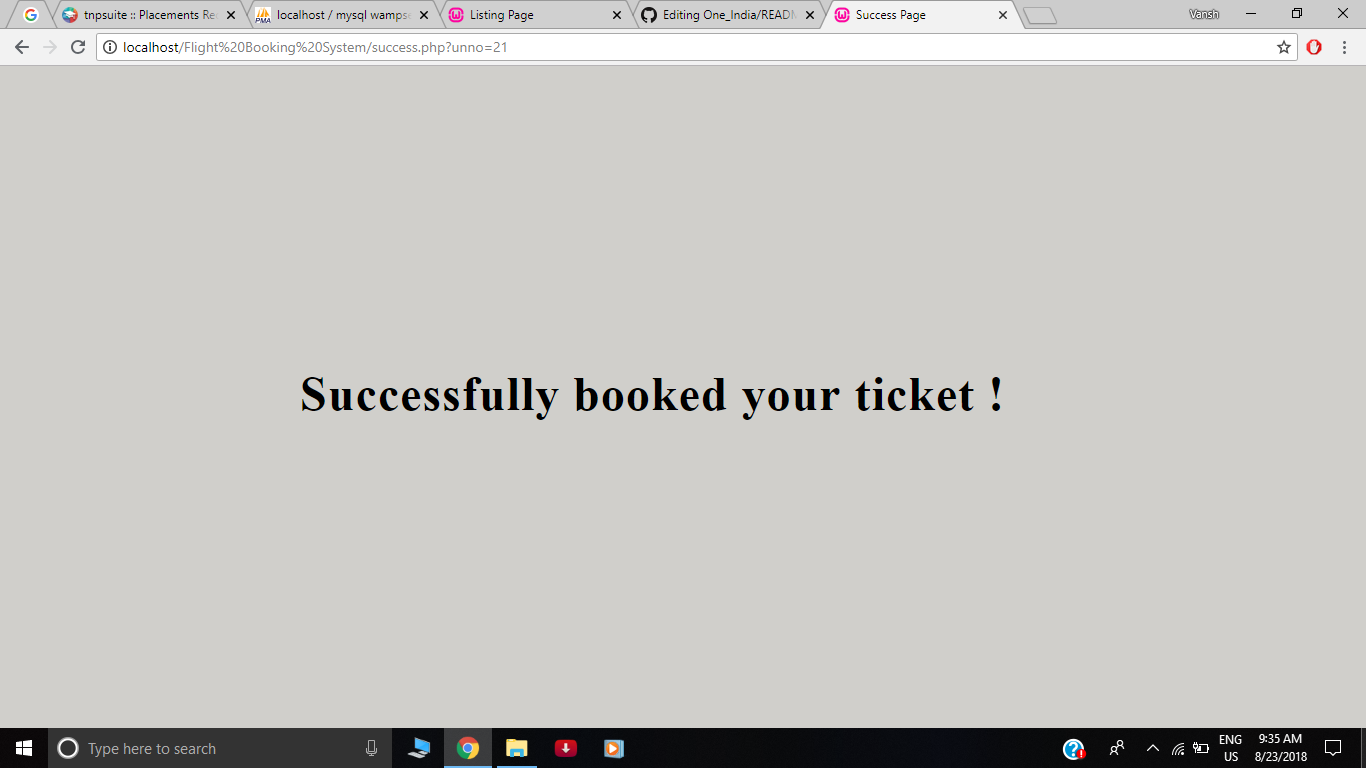 tnpsuite :: Placements Re
localhost / mysql wampse
Listing Page
Editing One_India/READM
Success Page
Vansh
localhost/Flight%20Booking%20System/success.php?unno=21
Successfully booked your ticket !
Type here to search
ENG
US
9:35 AM
8/23/2018